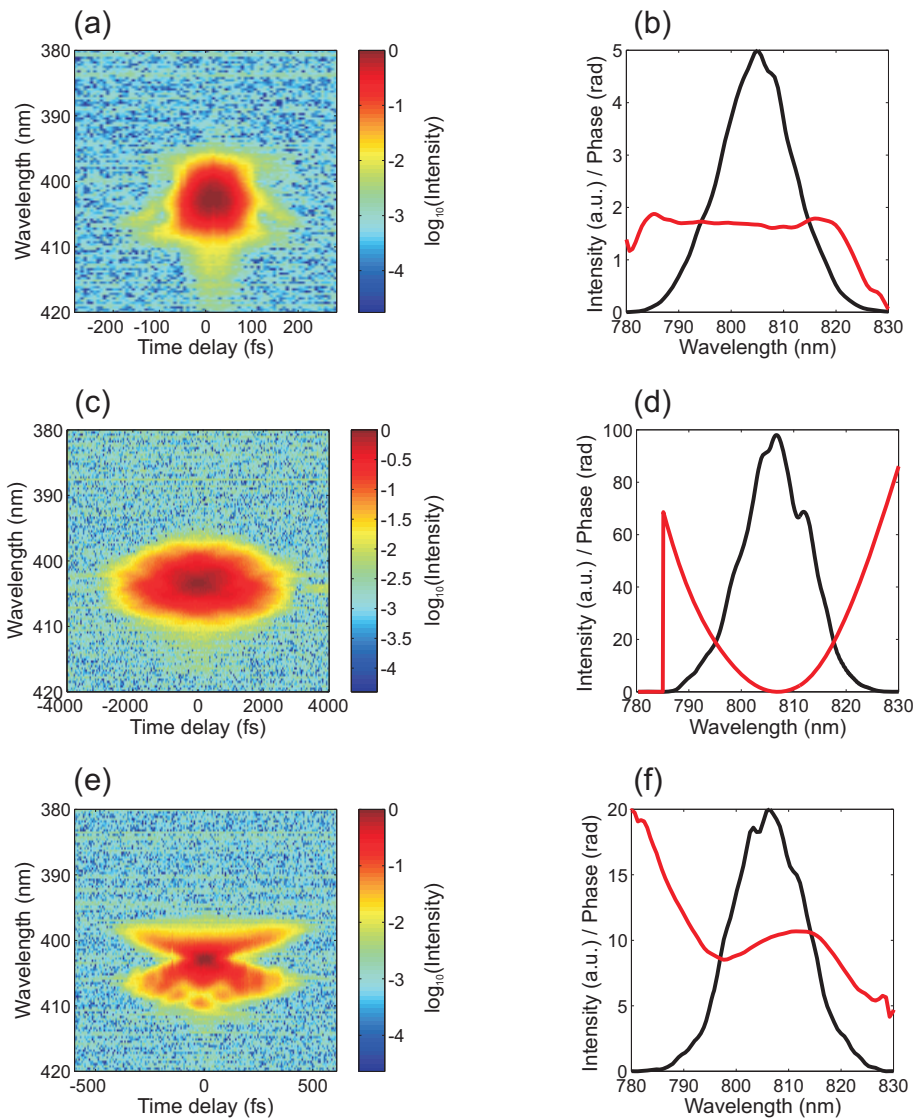 (a)
380
390
400
410
420
-200 -100 0 100 200
Time delay (fs)
Wavelength (nm)
0
-1
-2
-3
-4
log₁₀(Intensity)
(b)
5
4
3
2
1
0
780 790 800 810 820 830
Wavelength (nm)
Intensity (a.u.) / Phase (rad)
(c)
380
390
400
410
420
-4000 -2000 0 2000 4000
Time delay (fs)
Wavelength (nm)
0
-0.5
-1
-1.5
-2
-2.5
-3
-3.5
-4
log₁₀(Intensity)
(d)
100
80
60
40
20
0
780 790 800 810 820 830
Wavelength (nm)
Intensity (a.u.) / Phase (rad)
(e)
380
390
400
410
420
-500 0 500
Time delay (fs)
Wavelength (nm)
0
-1
-2
-3
-4
log₁₀(Intensity)
(f)
20
15
10
5
0
780 790 800 810 820 830
Wavelength (nm)
Intensity (a.u.) / Phase (rad)